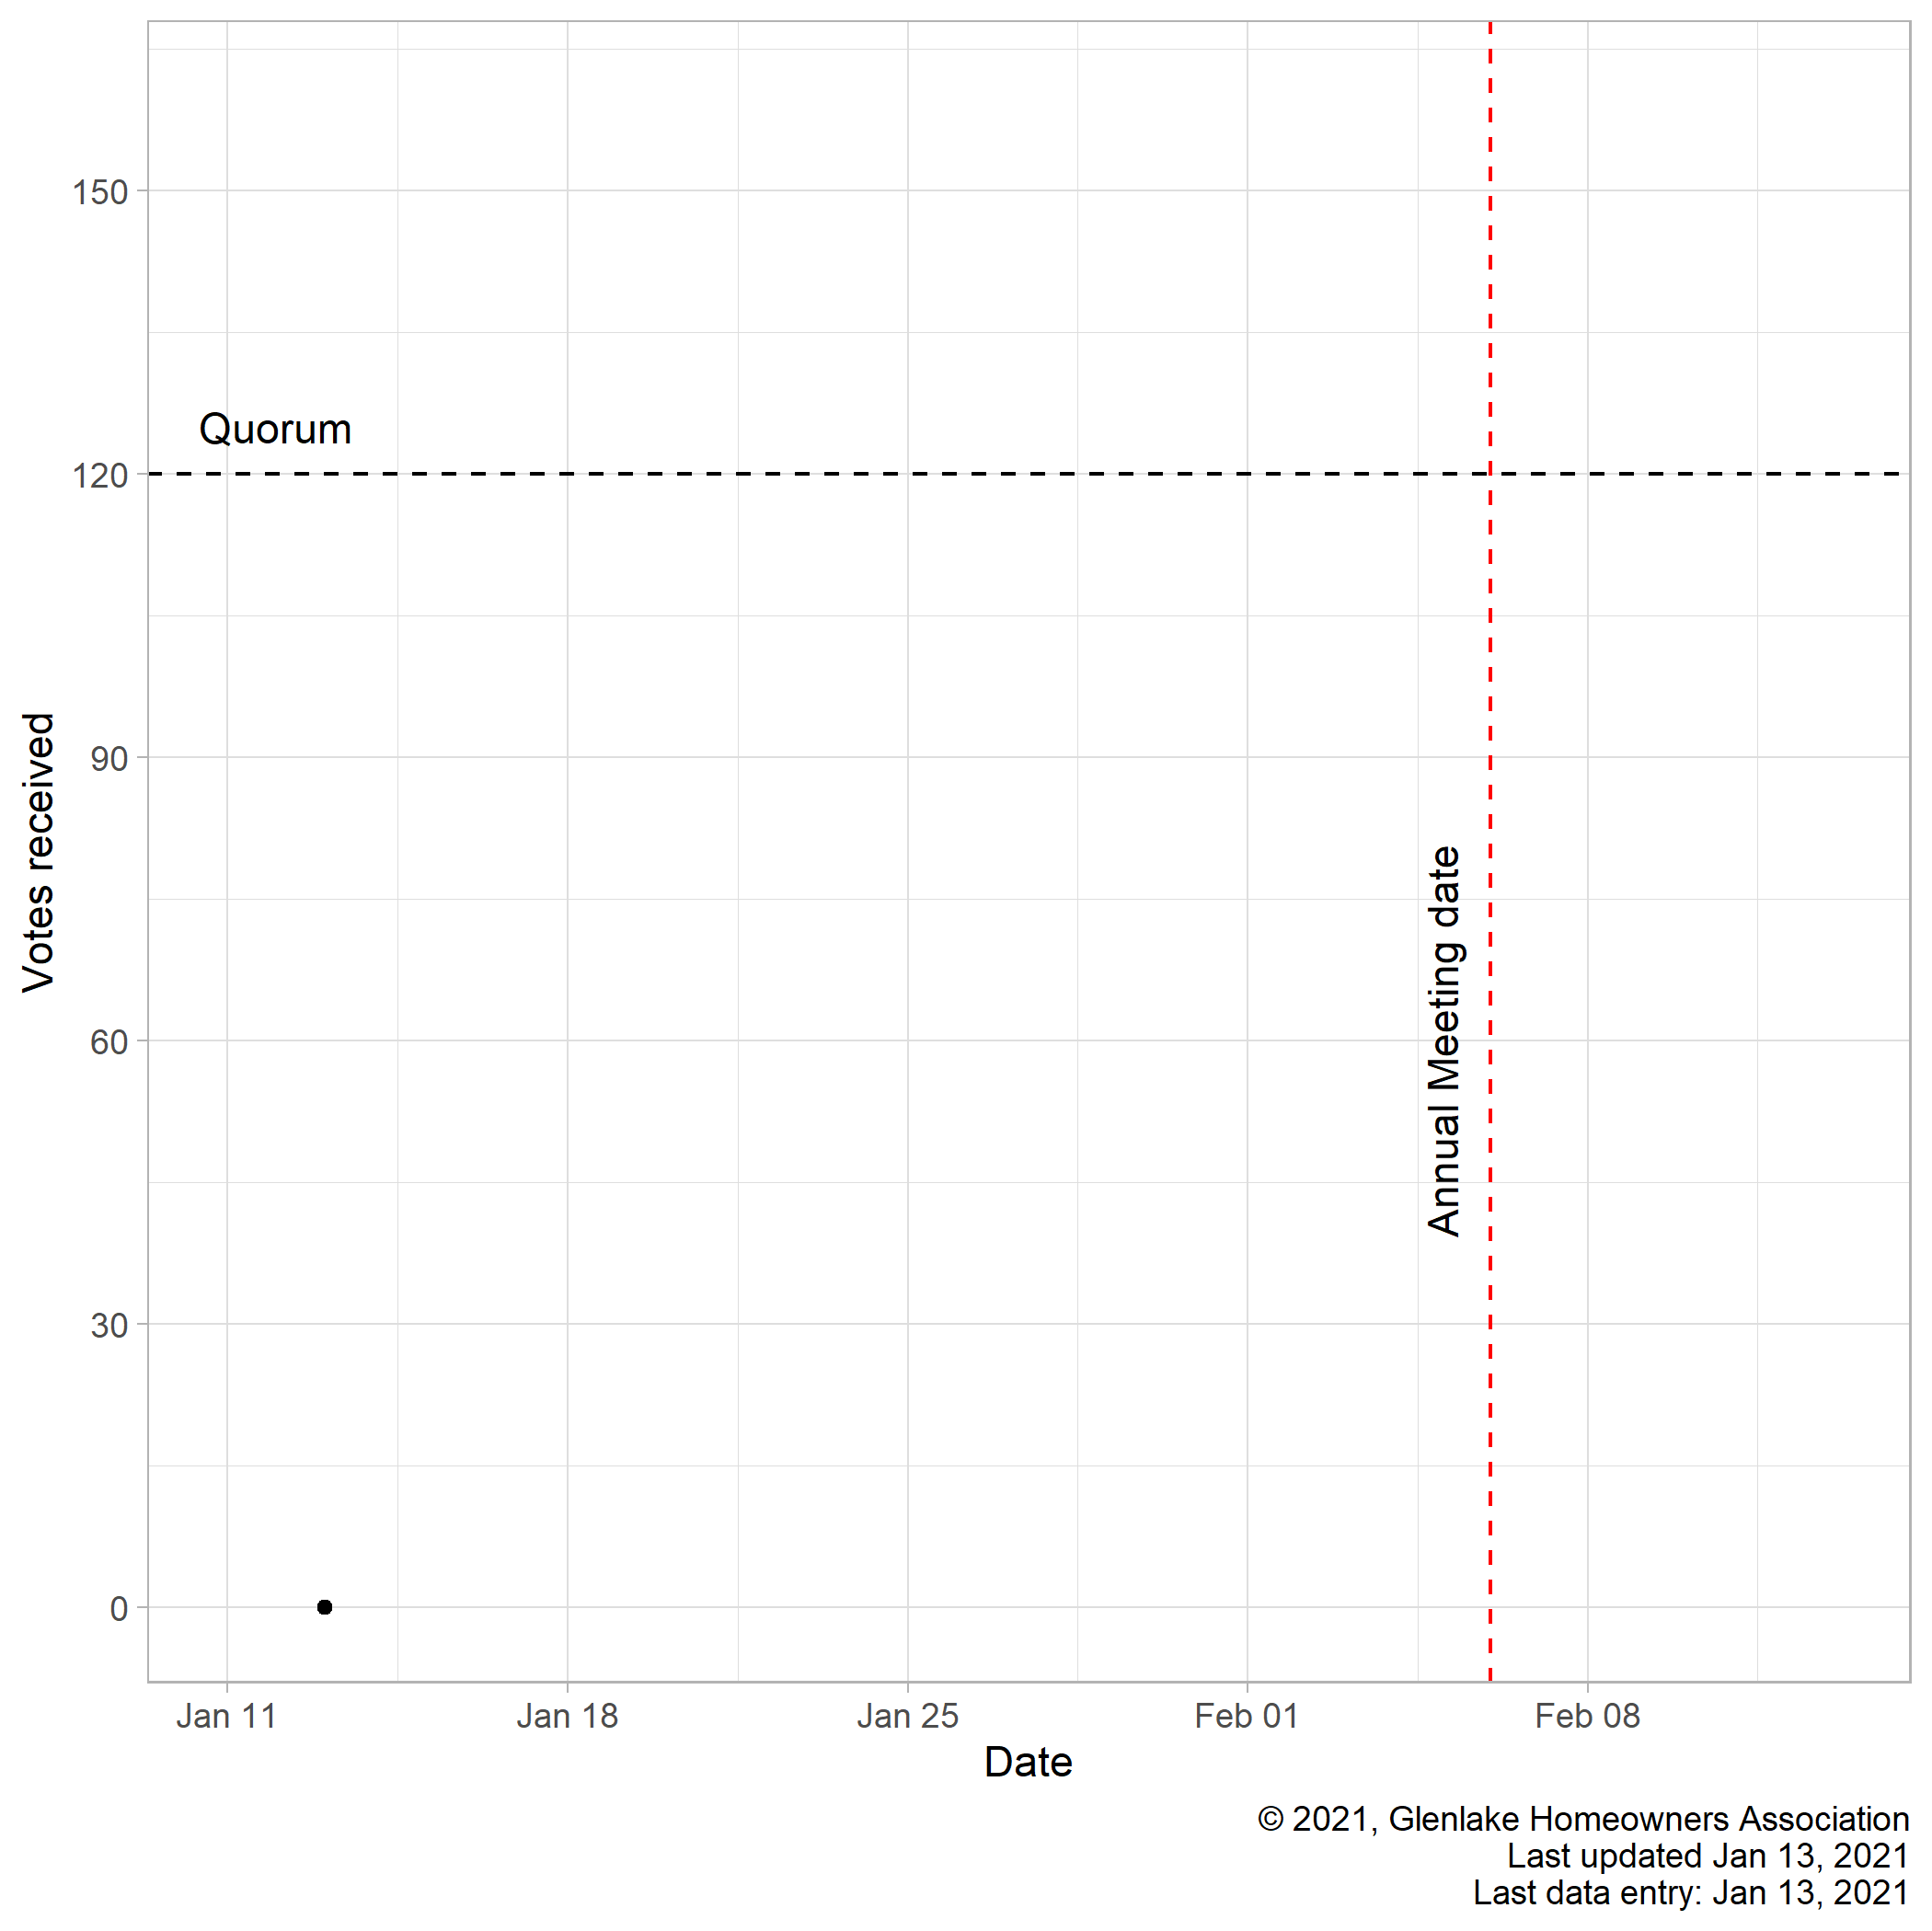 150
Quorum
120
90
Votes received
Annual Meeting date
60
30
0
Jan 11 Jan 18 Jan 25 Feb 01 Feb 08
Date
© 2021, Glenlake Homeowners Association
Last updated Jan 13, 2021
Last data entry: Jan 13, 2021